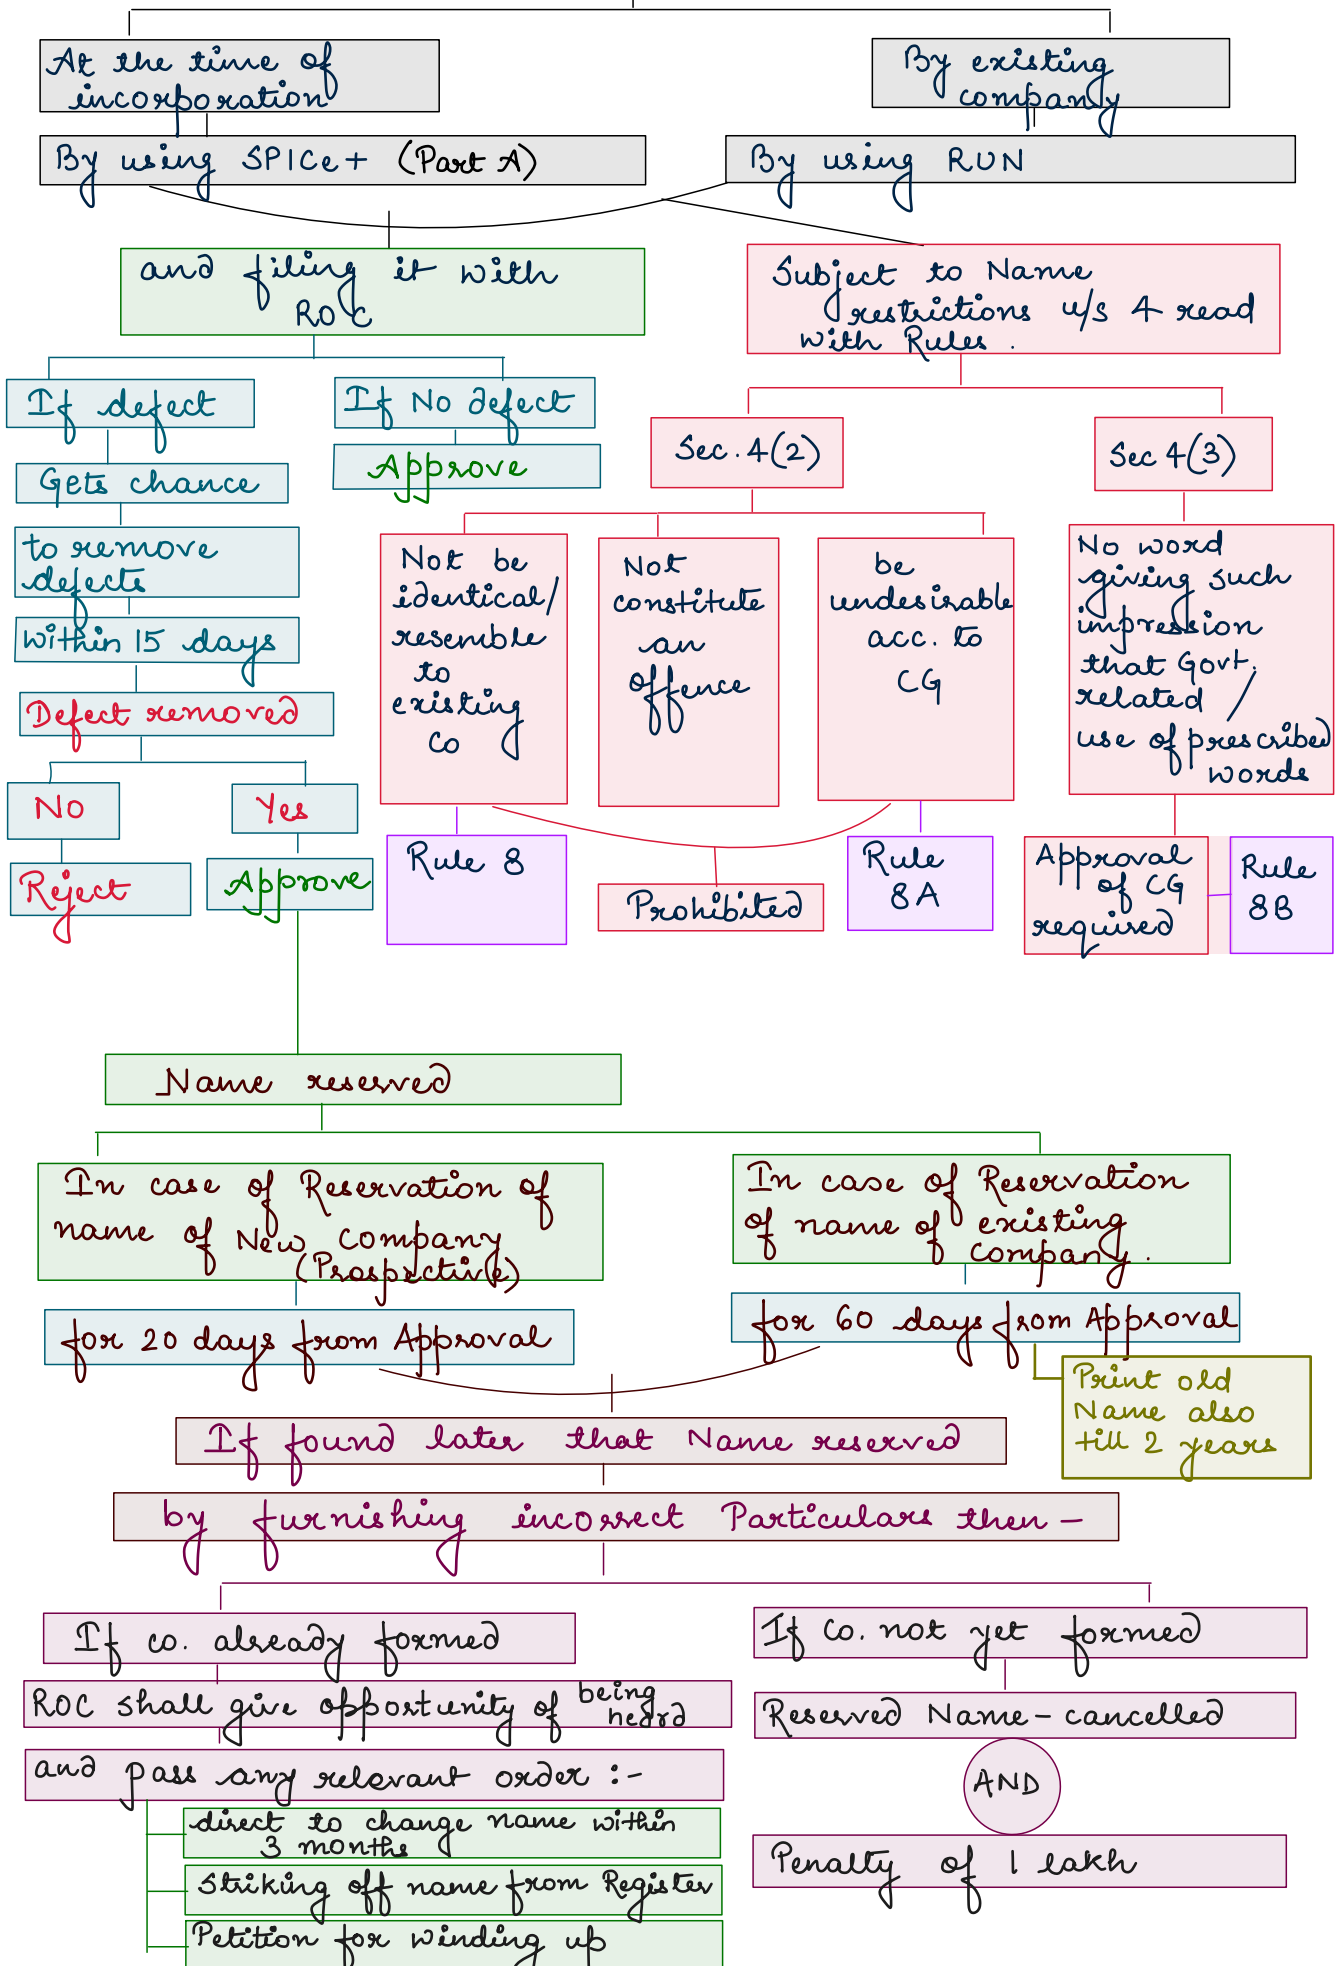 At the time of
incorporation
By existing
company
By using SPICe+ (Part A)
By using RUN
and filing it with
ROC
Subject to Name
restrictions u/s 4 read
with Rules.
If defect
If No defect
Gets chance
Approve
to remove
defects
within 15 days
Defect removed
No
Yes
Reject
Approve
Sec. 4(2)
Sec 4(3)
Not be
identical/
resemble
to
existing
Co
Not
constitute
an
offence
be
undesirable
acc. to
CG
No word
giving such
impression
that Govt.
related /
use of prescribed
words
Rule 8
Prohibited
Rule
8A
Approval
of CG
required
Rule
8B
Name reserved
In case of Reservation of
name of New company
(Prospective)
In case of Reservation
of name of existing
company.
for 20 days from Approval
for 60 days from Approval
Print old
Name also
till 2 years
If found later that Name reserved
by furnishing incorrect Particulars then -
If co. already formed
ROC shall give opportunity of being
heard
and pass any relevant order :-
direct to change name within
3 months
Striking off name from Register
Petition for winding up
If Co. not yet formed
Reserved Name - cancelled
AND
Penalty of 1 lakh